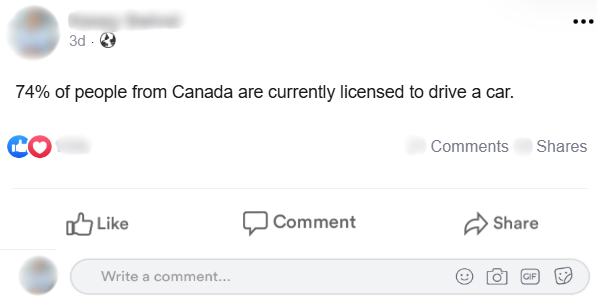 3d ·
74% of people from Canada are currently licensed to drive a car.
Comments Shares
Like Comment Share
Write a comment... GIF